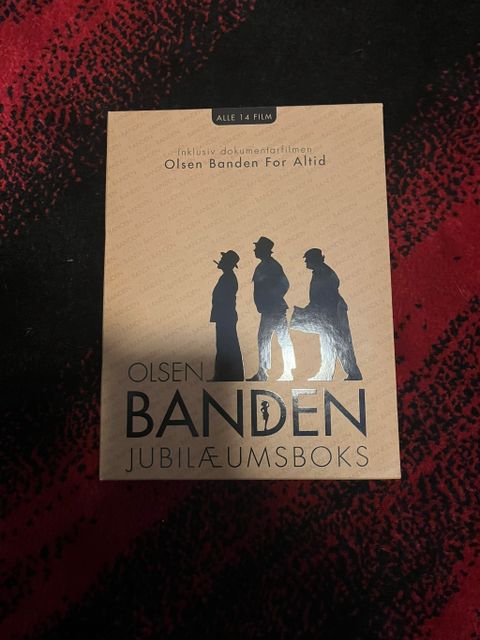 ALLE 14 FILM
Inklusiv dokumentarfilmen
Olsen Banden For Altid
OLSEN
BANDEN
JUBILÆUMSBOKS